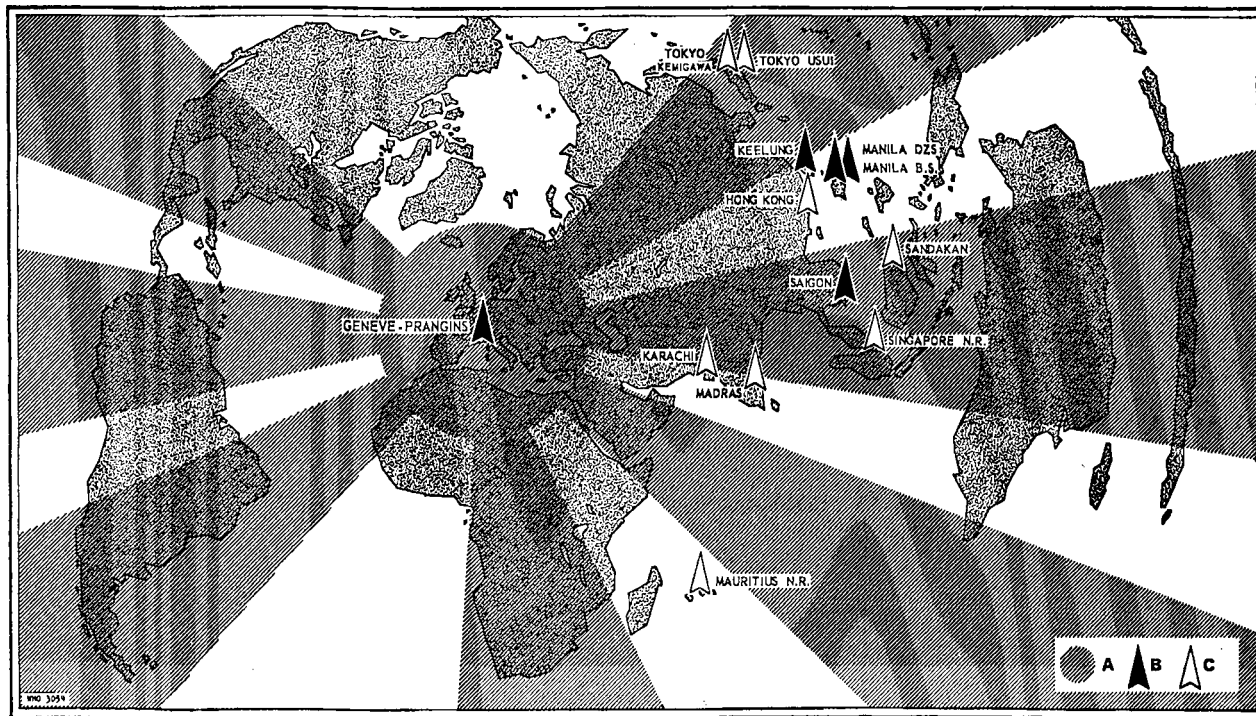 TOKYO
KEMIGAWA
TOKYO USUI
KEELUNG
MANILA DZS
MANILA B.S.
HONG KONG
SANDAKAN
SAIGON
GENEVE-PRANGINS
SINGAPORE N.R.
KARACHI
MADRAS
MAURITIUS N.R.
A B C
WHO 3034